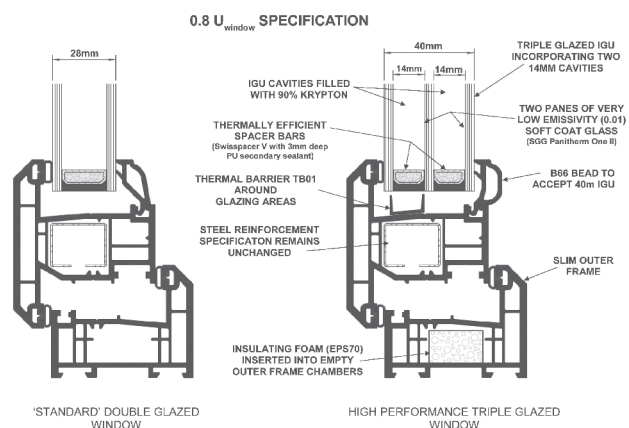 0.8 Uwindow SPECIFICATION
28mm
40mm
14mm
14mm
TRIPLE GLAZED IGU
INCORPORATING TWO
14MM CAVITIES
IGU CAVITIES FILLED
WITH 90% KRYPTON
TWO PANES OF VERY
LOW EMISSIVITY (0.01)
SOFT COAT GLASS
(SGG Panitherm One II)
THERMALLY EFFICIENT
SPACER BARS
(Swisspacer V with 3mm deep
PU secondary sealant)
THERMAL BARRIER TB01
AROUND
GLAZING AREAS
B66 BEAD TO
ACCEPT 40m IGU
STEEL REINFORCEMENT
SPECIFICATON REMAINS
UNCHANGED
SLIM OUTER
FRAME
INSULATING FOAM (EPS70)
INSERTED INTO EMPTY
OUTER FRAME CHAMBERS
'STANDARD' DOUBLE GLAZED
WINDOW
HIGH PERFORMANCE TRIPLE GLAZED
WINDOW